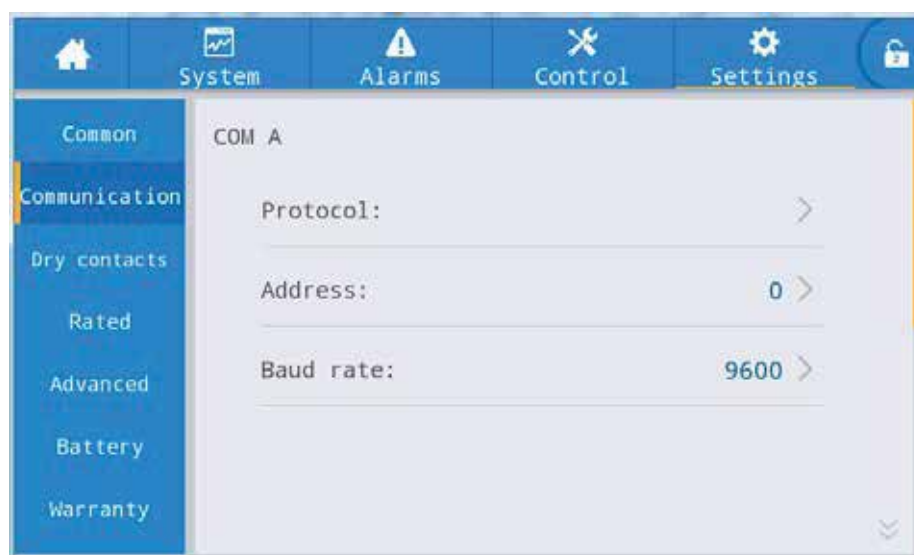 System Alarms Control Settings
Common
Communication
Dry contacts
Rated
Advanced
Battery
Warranty
COM A
Protocol:
Address: 0
Baud rate: 9600